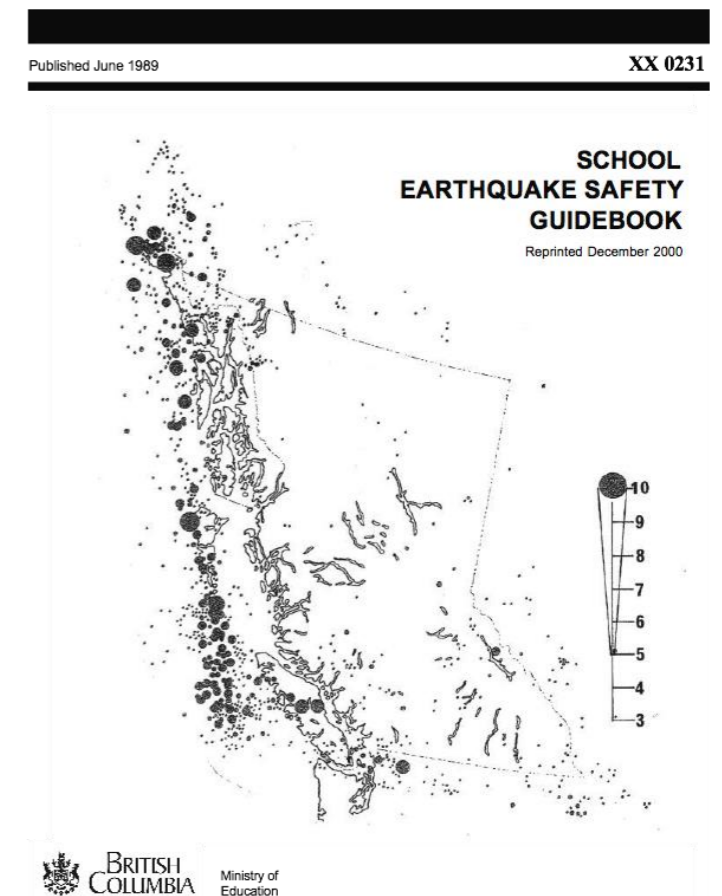 Published June 1989
XX 0231
SCHOOL
EARTHQUAKE SAFETY
GUIDEBOOK
Reprinted December 2000
10
9
8
7
6
5
4
3
BRITISH
COLUMBIA
Ministry of
Education